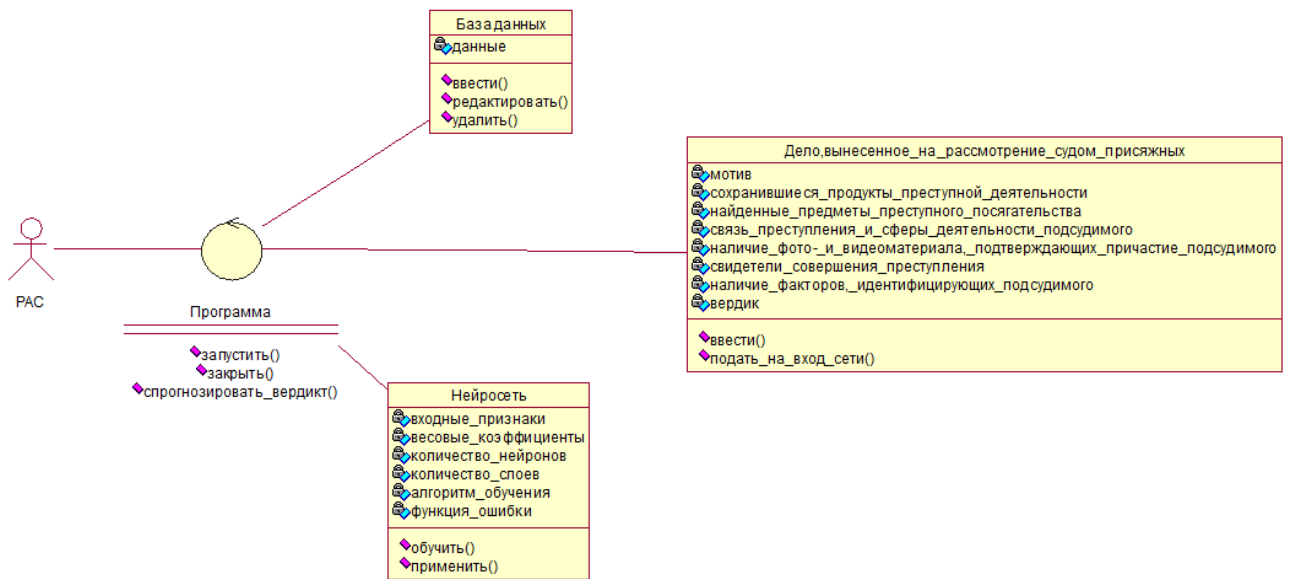 База данных
данные
ввести()
редактировать()
удалить()
Дело,вынесенное_на_рассмотрение_судом_присяжных
мотив
сохранившиеся_продукты_преступной_деятельности
найденные_предметы_преступного_посягательства
связь_преступления_и_сферы_деятельности_подсудимого
наличие_фото-_и_видеоматериала,_подтверждающих_причастие_подсудимого
свидетели_совершения_преступления
наличие_факторов,_идентифицирующих_подсудимого
вердик
ввести()
подать_на_вход_сети()
РАС
Программа
запустить()
закрыть()
спрогнозировать_вердикт()
Нейросеть
входные_признаки
весовые_коэффициенты
количество_нейронов
количество_слоев
алгоритм_обучения
функция_ошибки
обучить()
применить()